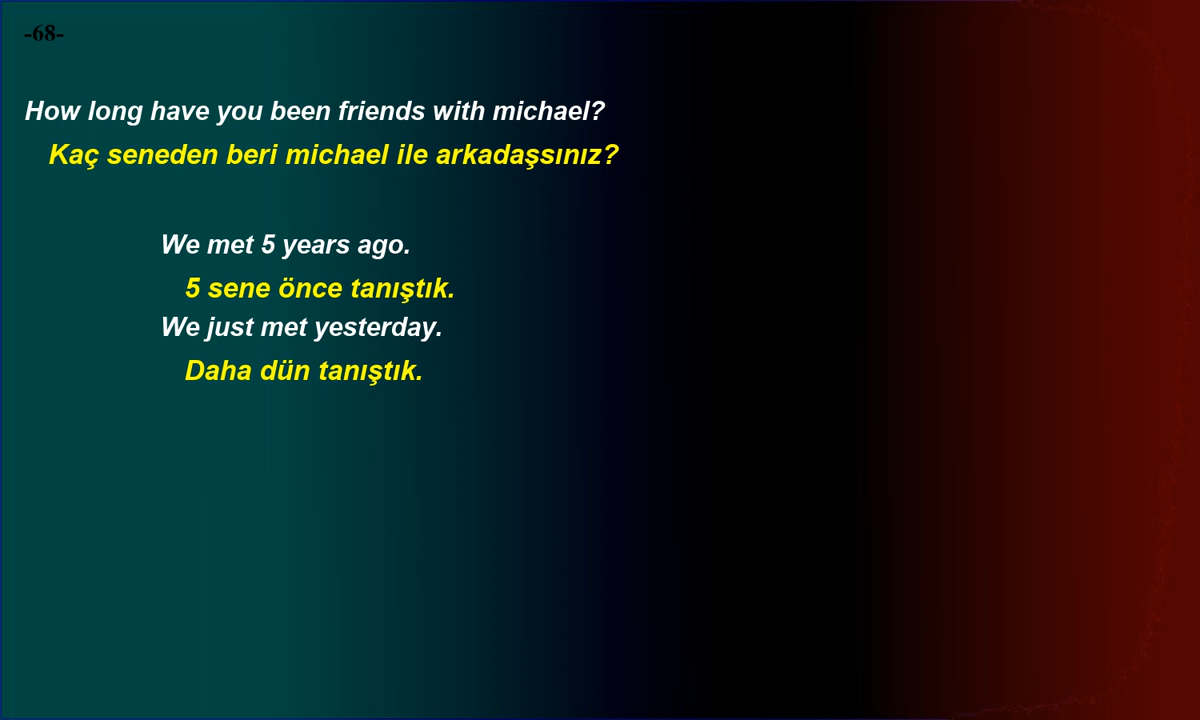 -68-
How long have you been friends with michael?
Kaç seneden beri michael ile arkadaşsınız?
We met 5 years ago.
5 sene önce tanıştık.
We just met yesterday.
Daha dün tanıştık.